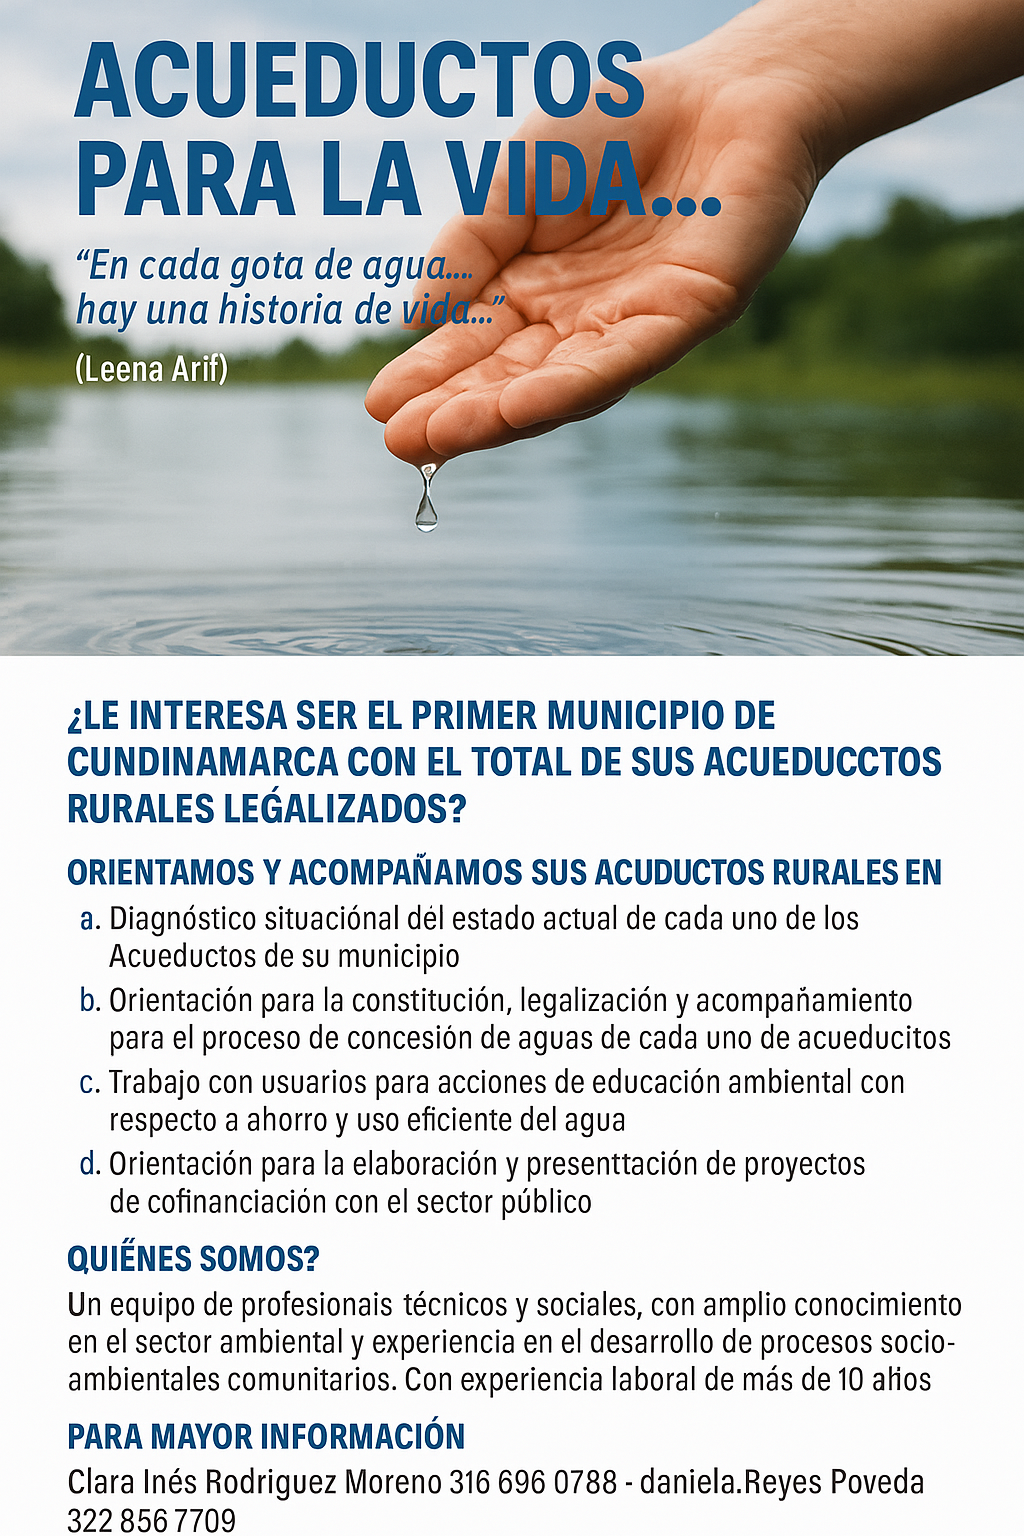 ACUEDUCTOS
PARA LA VIDA...
“En cada gota de agua....
hay una historia de vida...”
(Leena Arif)
¿LE INTERESA SER EL PRIMER MUNICIPIO DE
CUNDINAMARCA CON EL TOTAL DE SUS ACUEDUCCTOS
RURALES LEǴALIZADOS?
ORIENTAMOS Y ACOMPAÑAMOS SUS ACUDUCTOS RURALES EN
a. Diagnóstico situaciónal dél estado actual de cada uno de los
Acueductos de su municipio
b. Orientación para la constitución, legalización y acompañamiento
para el proceso de concesión de aguas de cada uno de acueducitos
c. Trabajo con usuarios para acciones de educación ambiental con
respecto a ahorro y uso eficiente del agua
d. Orientación para la elaboración y presenttación de proyectos
de cofinanciación con el sector público
QUIÉNES SOMOS?
Un equipo de profesionais técnicos y sociales, con amplio conocimiento
en el sector ambiental y experiencia en el desarrollo de procesos socio-
ambientales comunitarios. Con experiencia laboral de más de 10 años
PARA MAYOR INFORMACIÓN
Clara Inés Rodriguez Moreno 316 696 0788 - daniela.Reyes Poveda
322 856 7709